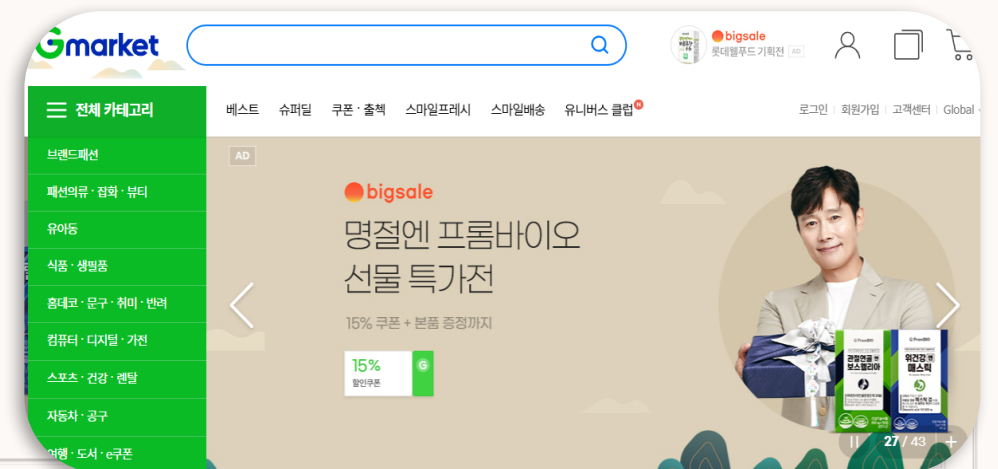 Gmarket
bigsale
롯데웰푸드 기획전 AD
전체 카테고리
베스트 슈퍼딜 쿠폰·출첵 스마일프레시 스마일배송 유니버스 클럽 N
로그인 회원가입 고객센터 Global
브랜드패션
패션의류·잡화·뷰티
유아동
식품·생필품
홈데코·문구·취미·반려
컴퓨터·디지털·가전
스포츠·건강·렌탈
자동차·공구
여행·도서·e쿠폰
AD
bigsale
명절엔 프롬바이오
선물 특가전
15% 쿠폰 + 본품 증정까지
15%
할인쿠폰
G
관절연골엔
보스웰리아
위건강엔
매스틱
27 / 43